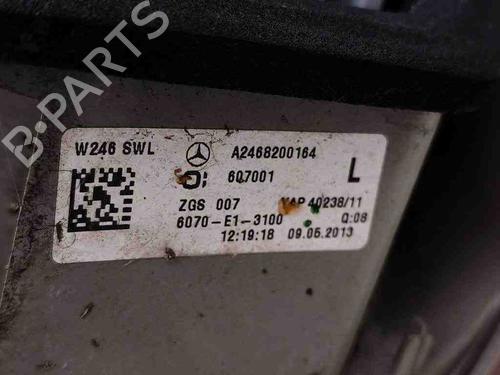 B-PARTS
W246 SWL A2468200164
607001 L
ZGS 007 40238/11
6070-E1-3100 Q:08
12:19:18 09.05.2013